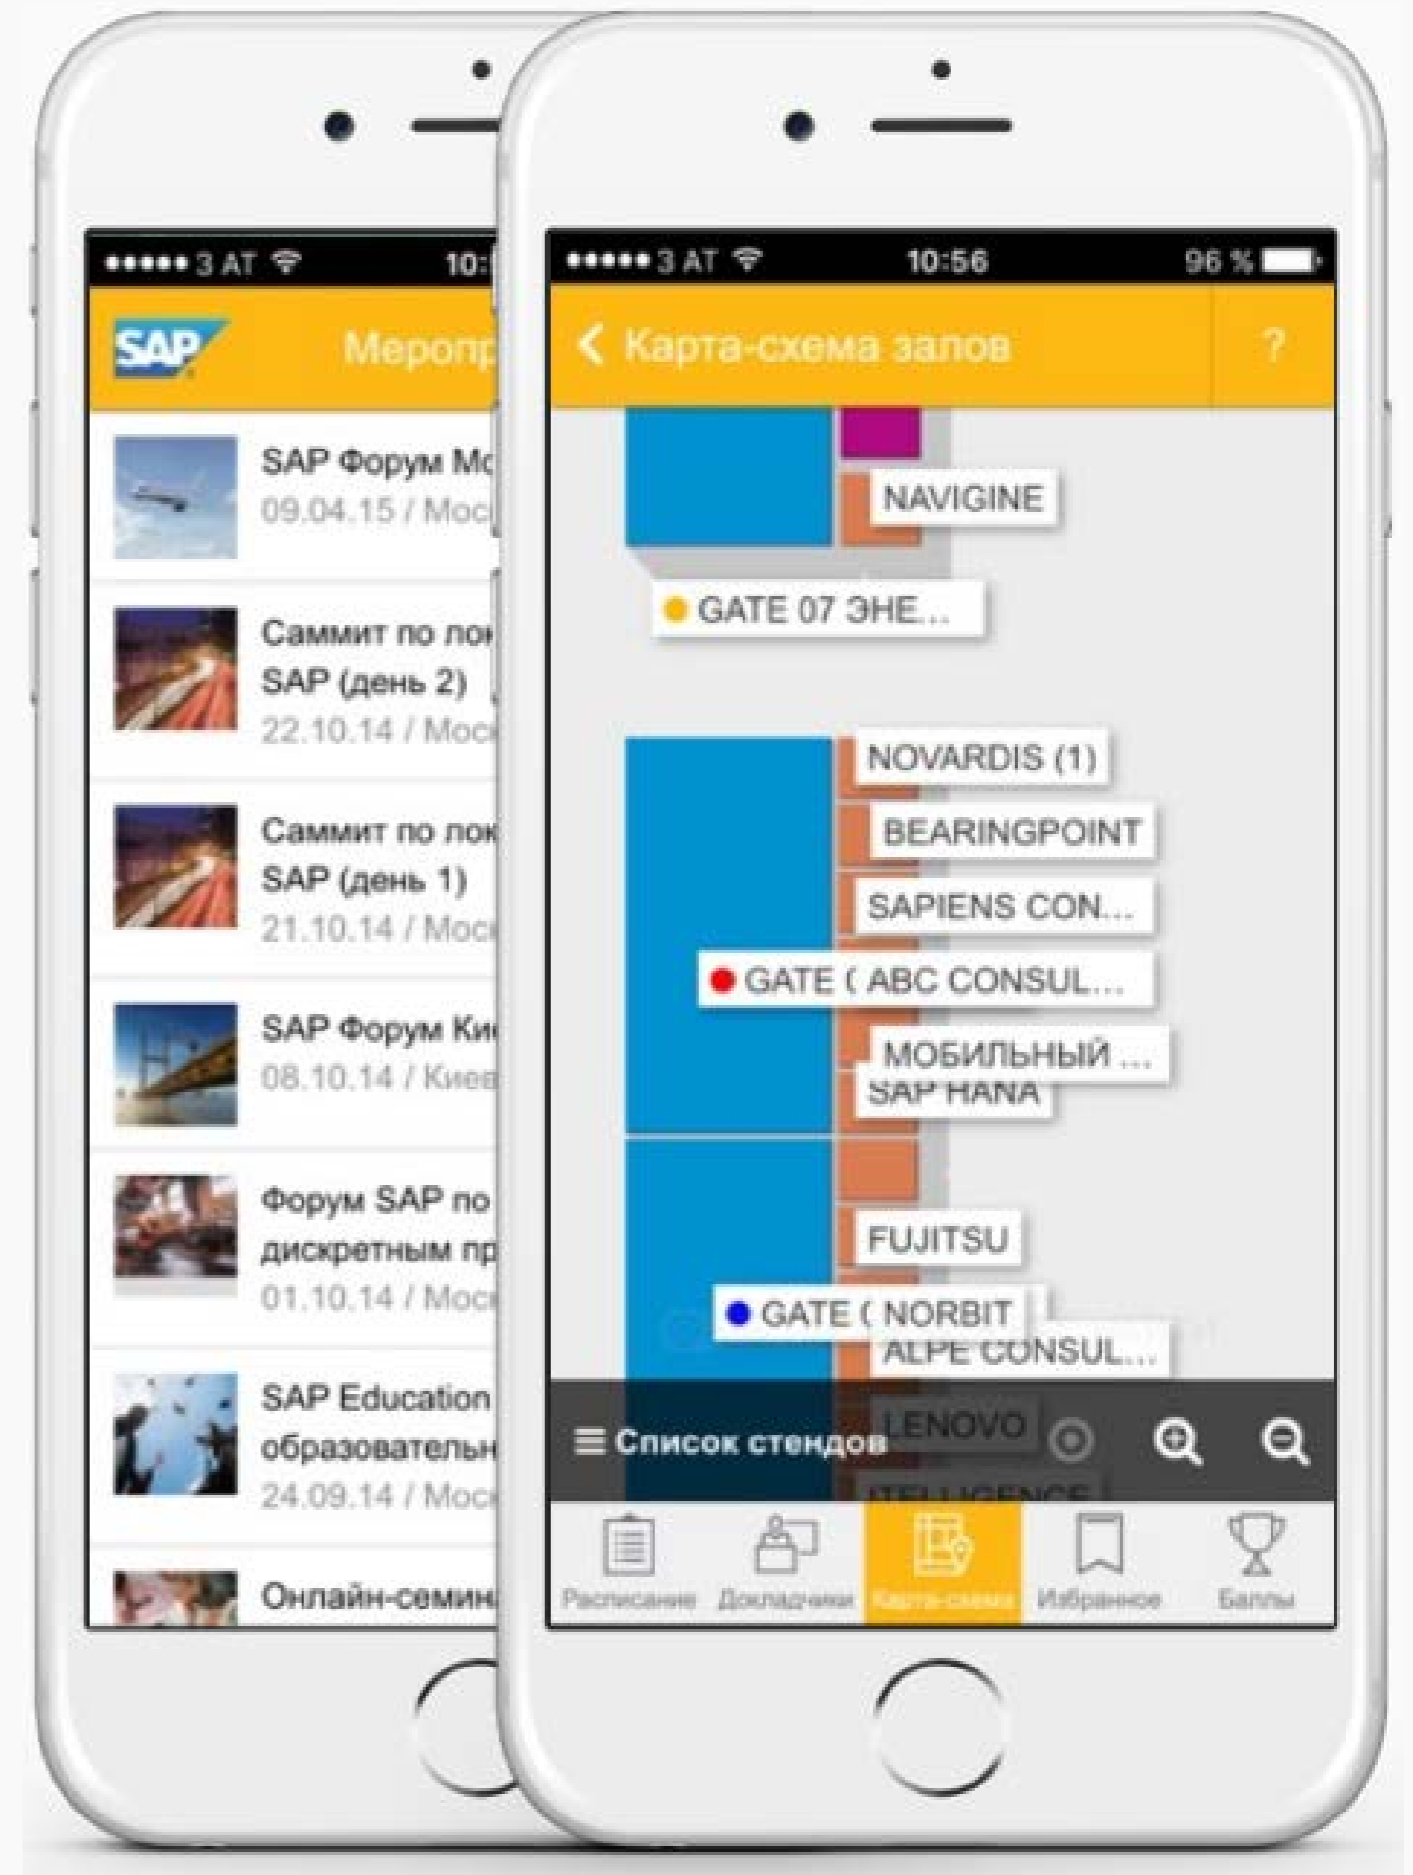 3 AT
10:
SAP
Меропр
SAP Форум Мо
09.04.15 / Мос
Саммит по лок
SAP (день 2)
22.10.14 / Моск
Саммит по лок
SAP (день 1)
21.10.14 / Моск
SAP Форум Ки
08.10.14 / Киев
Форум SAP по
дискретным пр
01.10.14 / Моск
SAP Education
образовательн
24.09.14 / Моск
Онлайн-семин
3 AT 10:56 96 %
Карта-схема залов ?
NAVIGINE
GATE 07 ЭНЕ...
NOVARDIS (1)
BEARINGPOINT
SAPIENS CON...
GATE ( ABC CONSUL...
МОБИЛЬНЫЙ ...
SAP HANA
FUJITSU
GATE ( NORBIT
ALPE CONSUL...
LENOVO
Список стендов
ITELLIGENCE
Расписание Докладчики Карта-схема Избранное Баллы